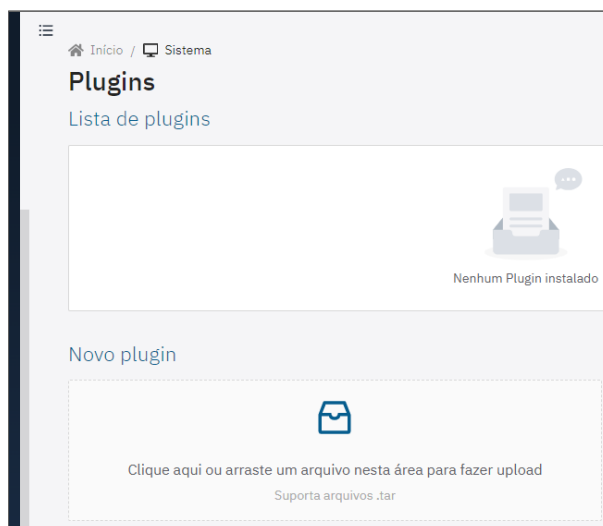 Início / Sistema
Plugins
Lista de plugins
Nenhum Plugin instalado
Novo plugin
Clique aqui ou arraste um arquivo nesta área para fazer upload
Suporta arquivos .tar